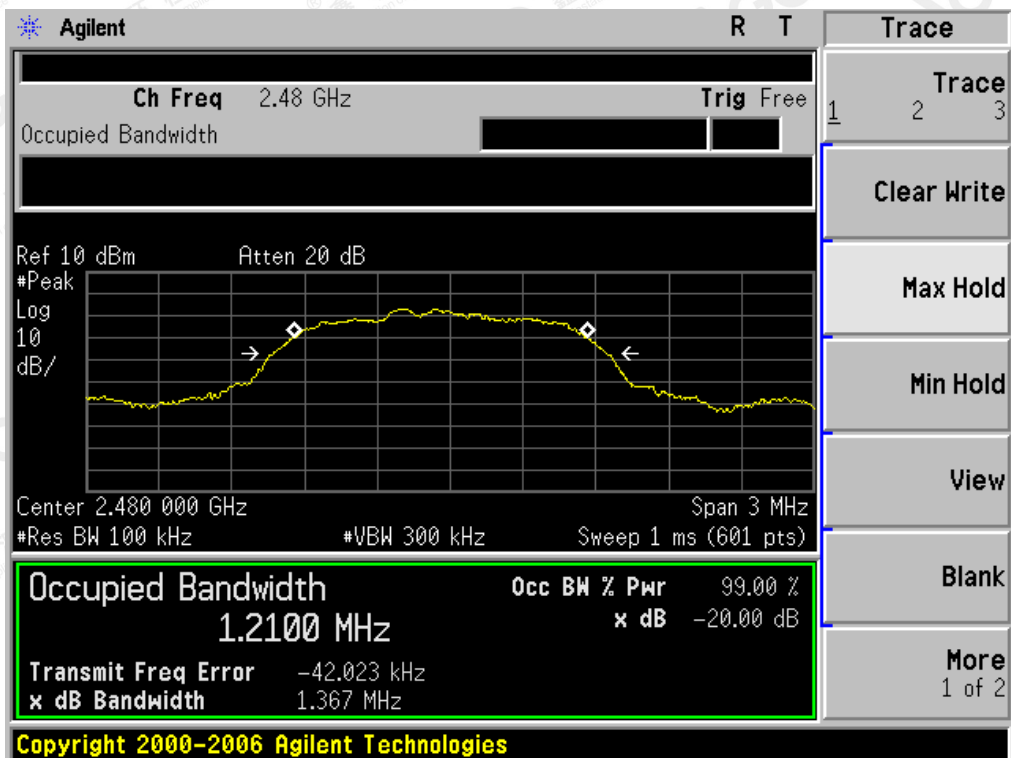 Agilent R T
Ch Freq 2.48 GHz Trig Free
Occupied Bandwidth
Ref 10 dBm Atten 20 dB
#Peak
Log
10
dB/
Center 2.480 000 GHz Span 3 MHz
#Res BW 100 kHz #VBW 300 kHz Sweep 1 ms (601 pts)
Occupied Bandwidth Occ BW % Pwr 99.00 %
1.2100 MHz x dB -20.00 dB
Transmit Freq Error -42.023 kHz
x dB Bandwidth 1.367 MHz
Copyright 2000-2006 Agilent Technologies
Trace
Trace
1 2 3
Clear Write
Max Hold
Min Hold
View
Blank
More
1 of 2